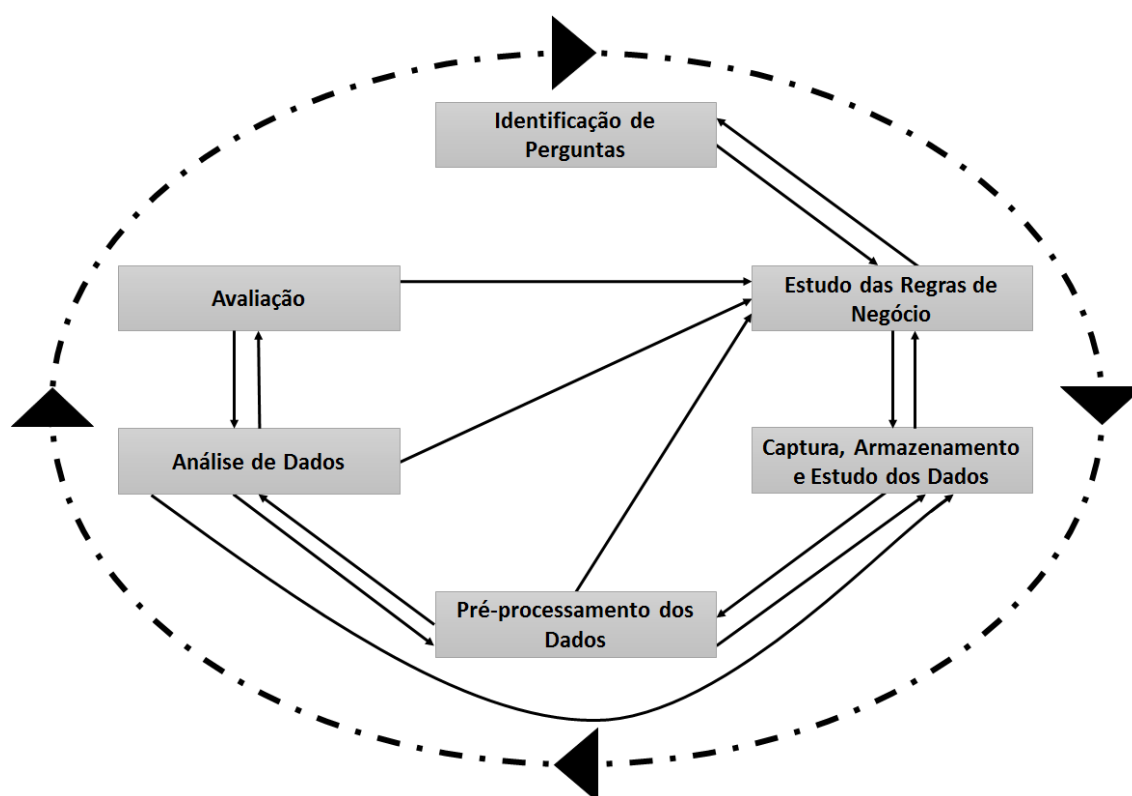 Identificação de
Perguntas
Avaliação
Estudo das Regras de
Negócio
Análise de Dados
Captura, Armazenamento
e Estudo dos Dados
Pré-processamento dos
Dados